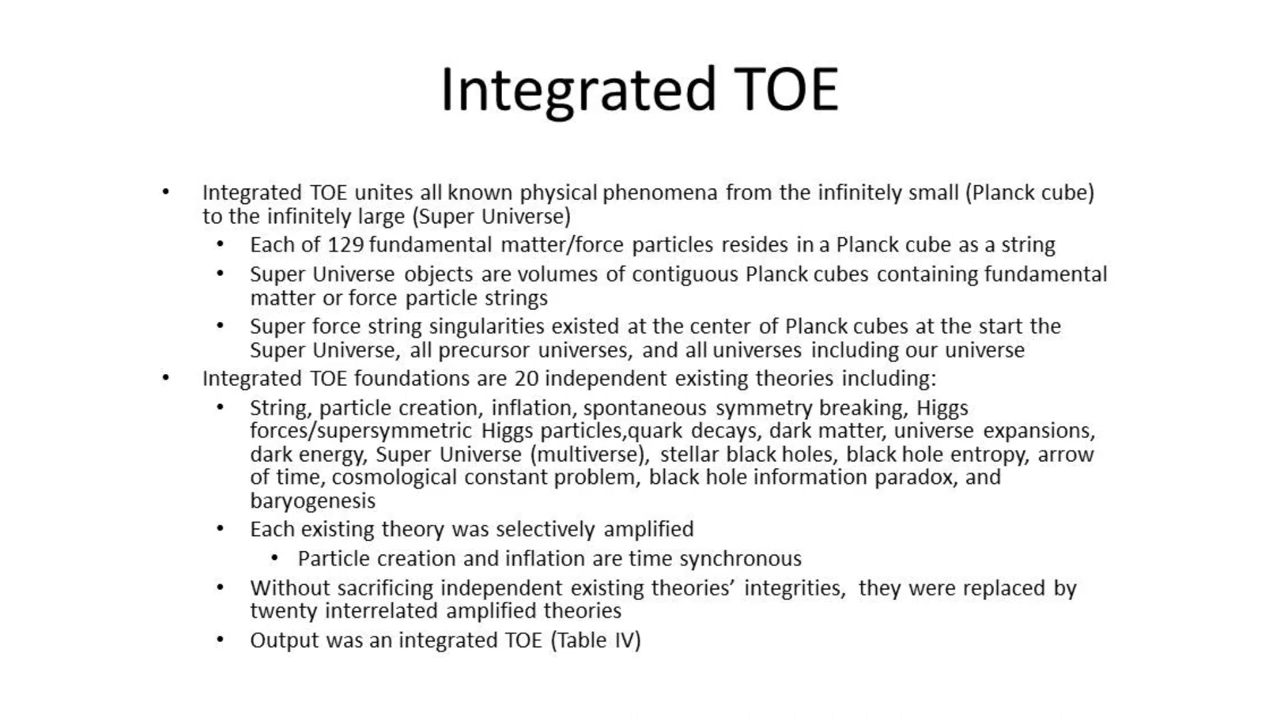 Integrated TOE
• Integrated TOE unites all known physical phenomena from the infinitely small (Planck cube)
to the infinitely large (Super Universe)
• Each of 129 fundamental matter/force particles resides in a Planck cube as a string
• Super Universe objects are volumes of contiguous Planck cubes containing fundamental
matter or force particle strings
• Super force string singularities existed at the center of Planck cubes at the start the
Super Universe, all precursor universes, and all universes including our universe
• Integrated TOE foundations are 20 independent existing theories including:
• String, particle creation, inflation, spontaneous symmetry breaking, Higgs
forces/supersymmetric Higgs particles,quark decays, dark matter, universe expansions,
dark energy, Super Universe (multiverse), stellar black holes, black hole entropy, arrow
of time, cosmological constant problem, black hole information paradox, and
baryogenesis
• Each existing theory was selectively amplified
• Particle creation and inflation are time synchronous
• Without sacrificing independent existing theories’ integrities, they were replaced by
twenty interrelated amplified theories
• Output was an integrated TOE (Table IV)